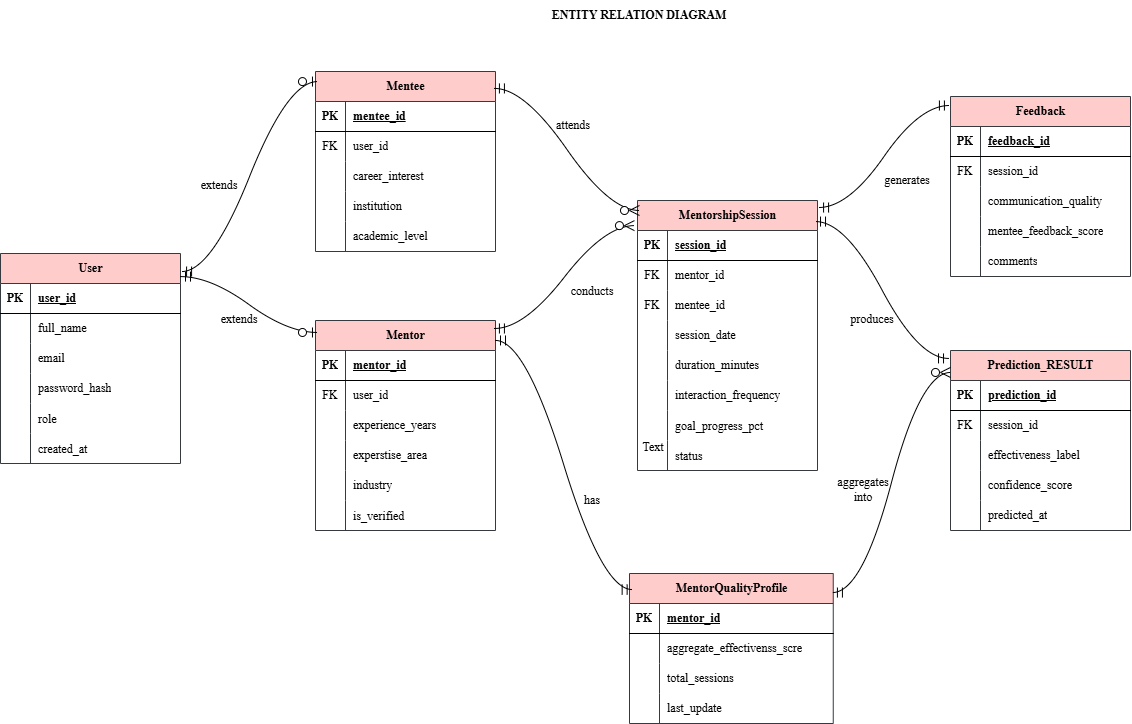 ENTITY RELATION DIAGRAM
User
PK user_id
full_name
email
password_hash
role
created_at
extends
extends
Mentee
PK mentee_id
FK user_id
career_interest
institution
academic_level
Mentor
PK mentor_id
FK user_id
experience_years
experstise_area
industry
is_verified
attends
conducts
has
MentorshipSession
PK session_id
FK mentor_id
FK mentee_id
session_date
duration_minutes
interaction_frequency
goal_progress_pct
Text
status
MentorQualityProfile
PK mentor_id
aggregate_effectivenss_scre
total_sessions
last_update
generates
produces
aggregates
into
Feedback
PK feedback_id
FK session_id
communication_quality
mentee_feedback_score
comments
Prediction_RESULT
PK prediction_id
FK session_id
effectiveness_label
confidence_score
predicted_at